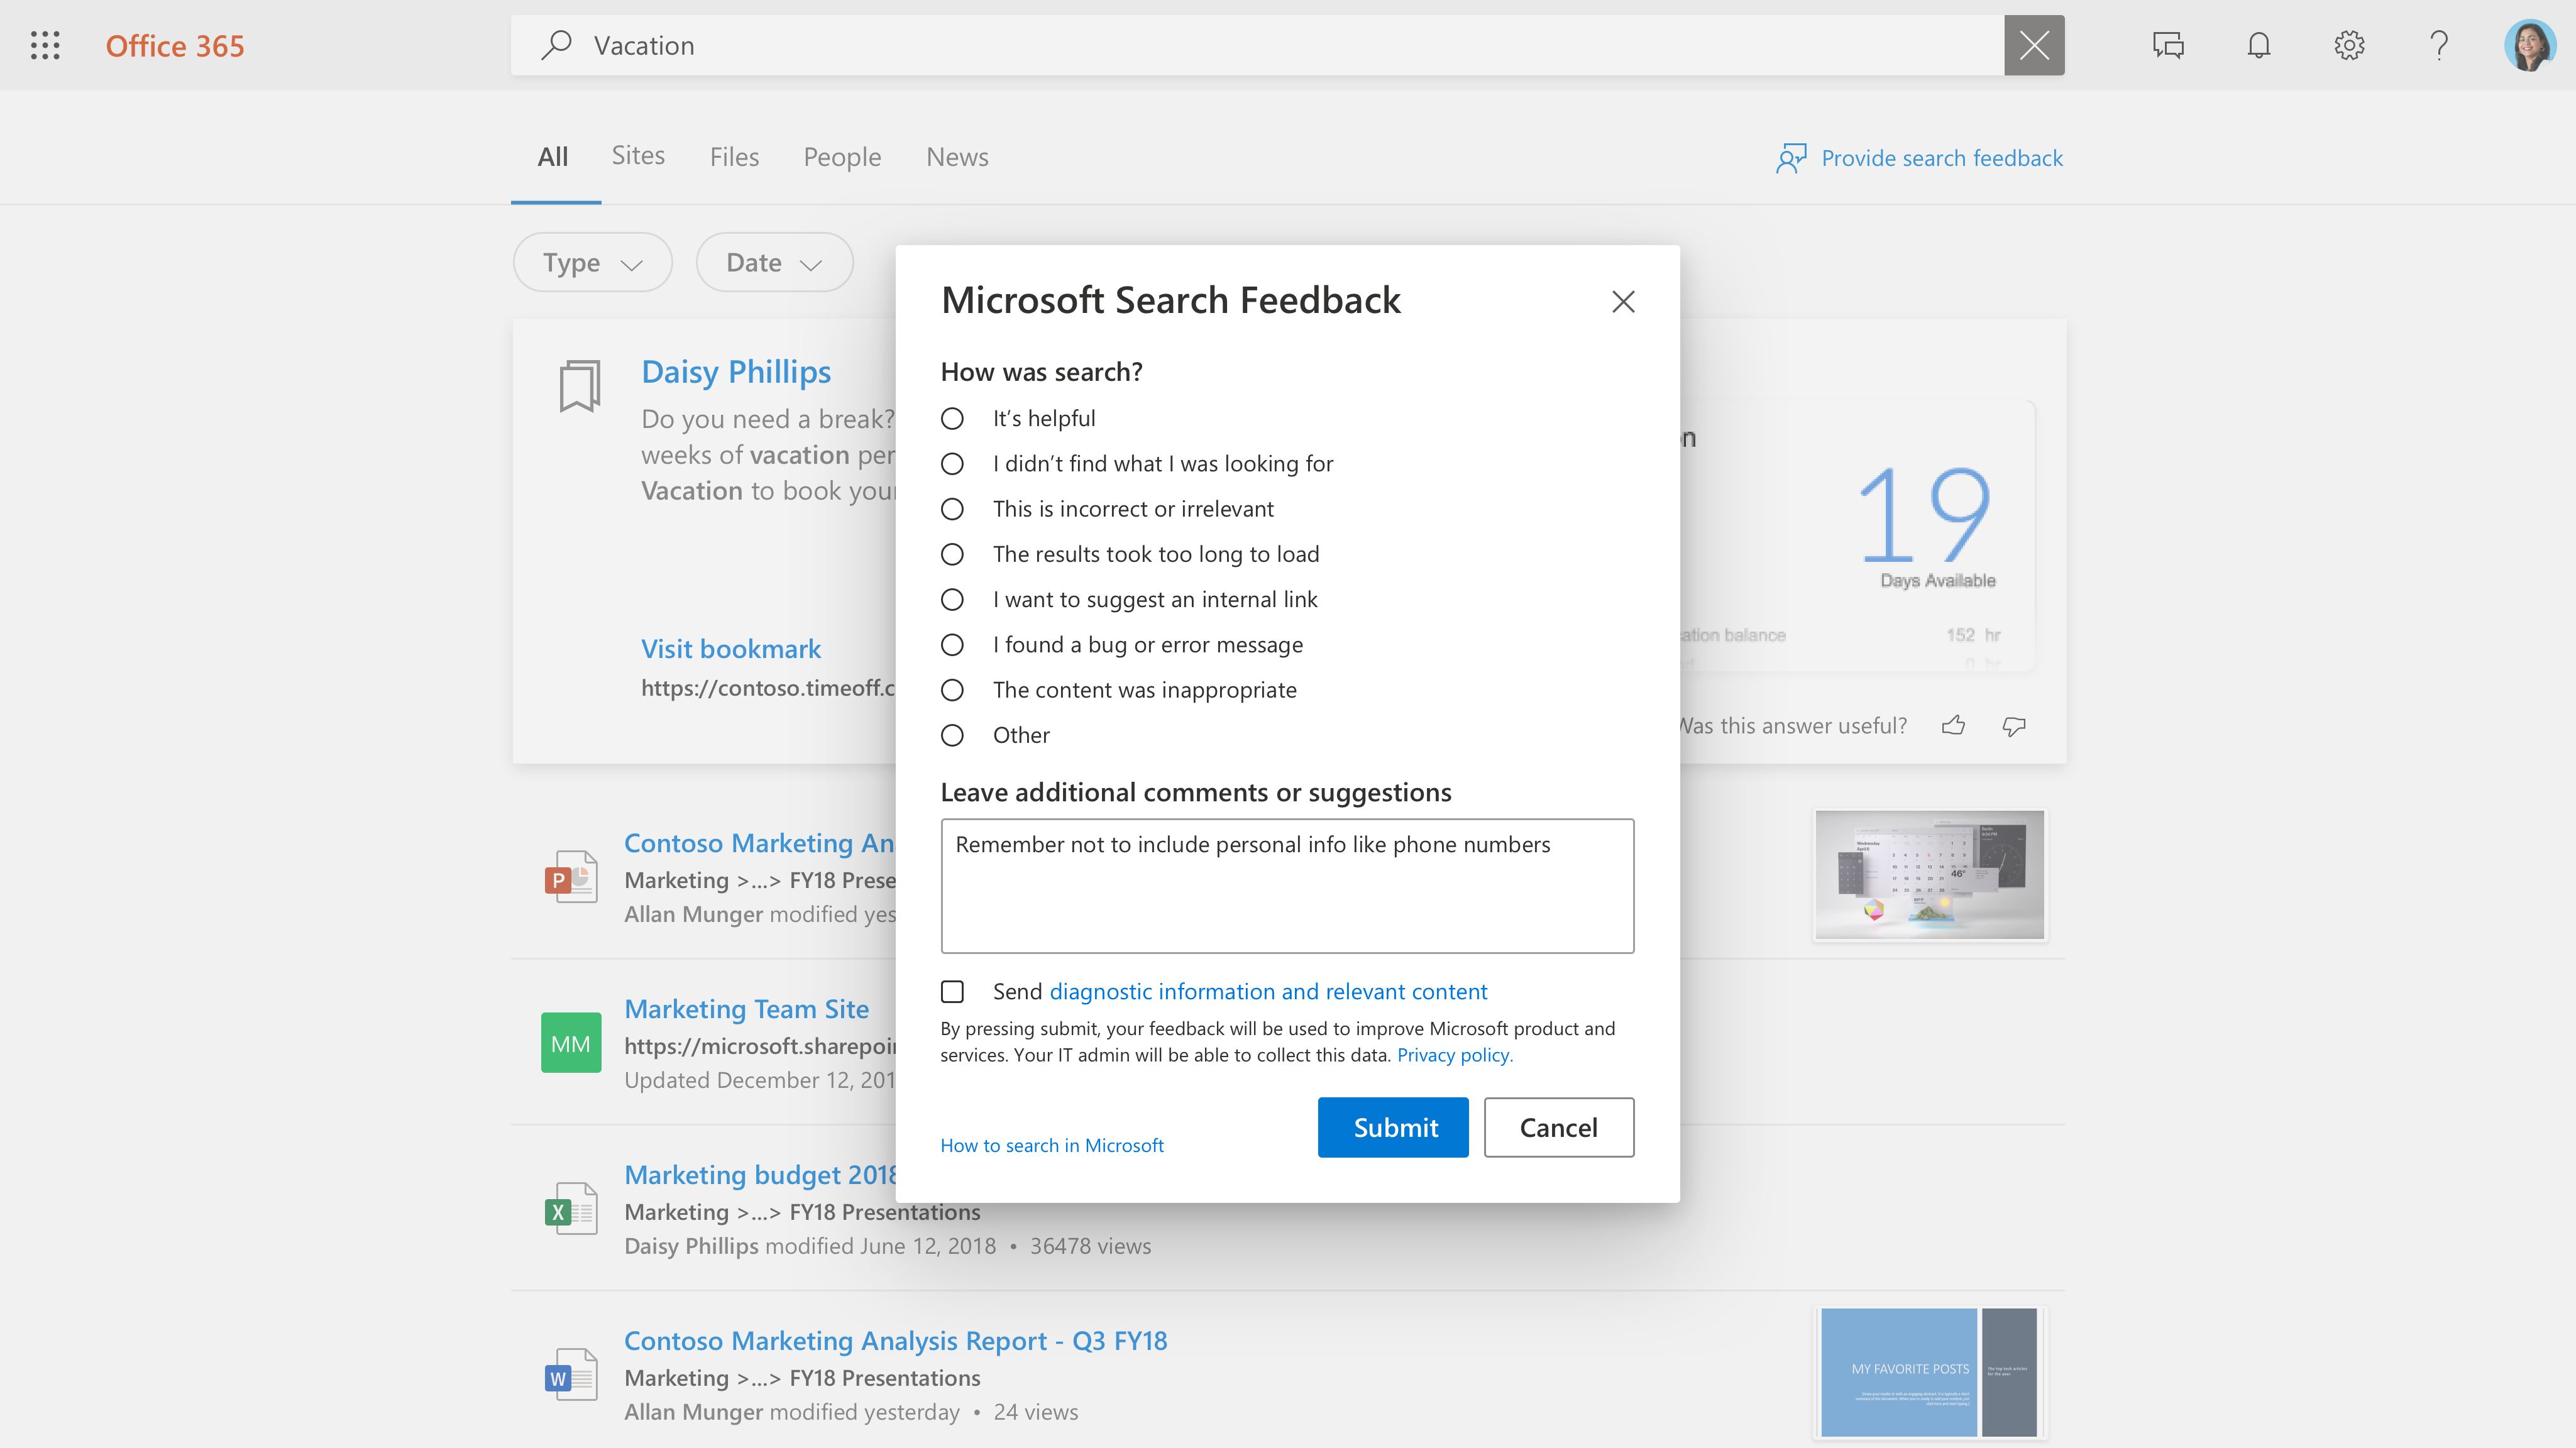 Office 365
Vacation
All
Sites
Files
People
News
Provide search feedback
Type
Date
Daisy Phillips
Do you need a break?
weeks of vacation per
Vacation to book your
Visit bookmark
https://contoso.timeoff.c
19
Days Available
ation balance 152 hr
0 hr
Was this answer useful?
Microsoft Search Feedback
How was search?
It’s helpful
I didn’t find what I was looking for
This is incorrect or irrelevant
The results took too long to load
I want to suggest an internal link
I found a bug or error message
The content was inappropriate
Other
Leave additional comments or suggestions
Remember not to include personal info like phone numbers
Send diagnostic information and relevant content
By pressing submit, your feedback will be used to improve Microsoft product and
services. Your IT admin will be able to collect this data. Privacy policy.
How to search in Microsoft
Submit
Cancel
P
Contoso Marketing An
Marketing >...> FY18 Prese
Allan Munger modified yes
MM
Marketing Team Site
https://microsoft.sharepoin
Updated December 12, 201
X
Marketing budget 2018
Marketing >...> FY18 Presentations
Daisy Phillips modified June 12, 2018 • 36478 views
W
Contoso Marketing Analysis Report - Q3 FY18
Marketing >...> FY18 Presentations
Allan Munger modified yesterday • 24 views
MY FAVORITE POSTS